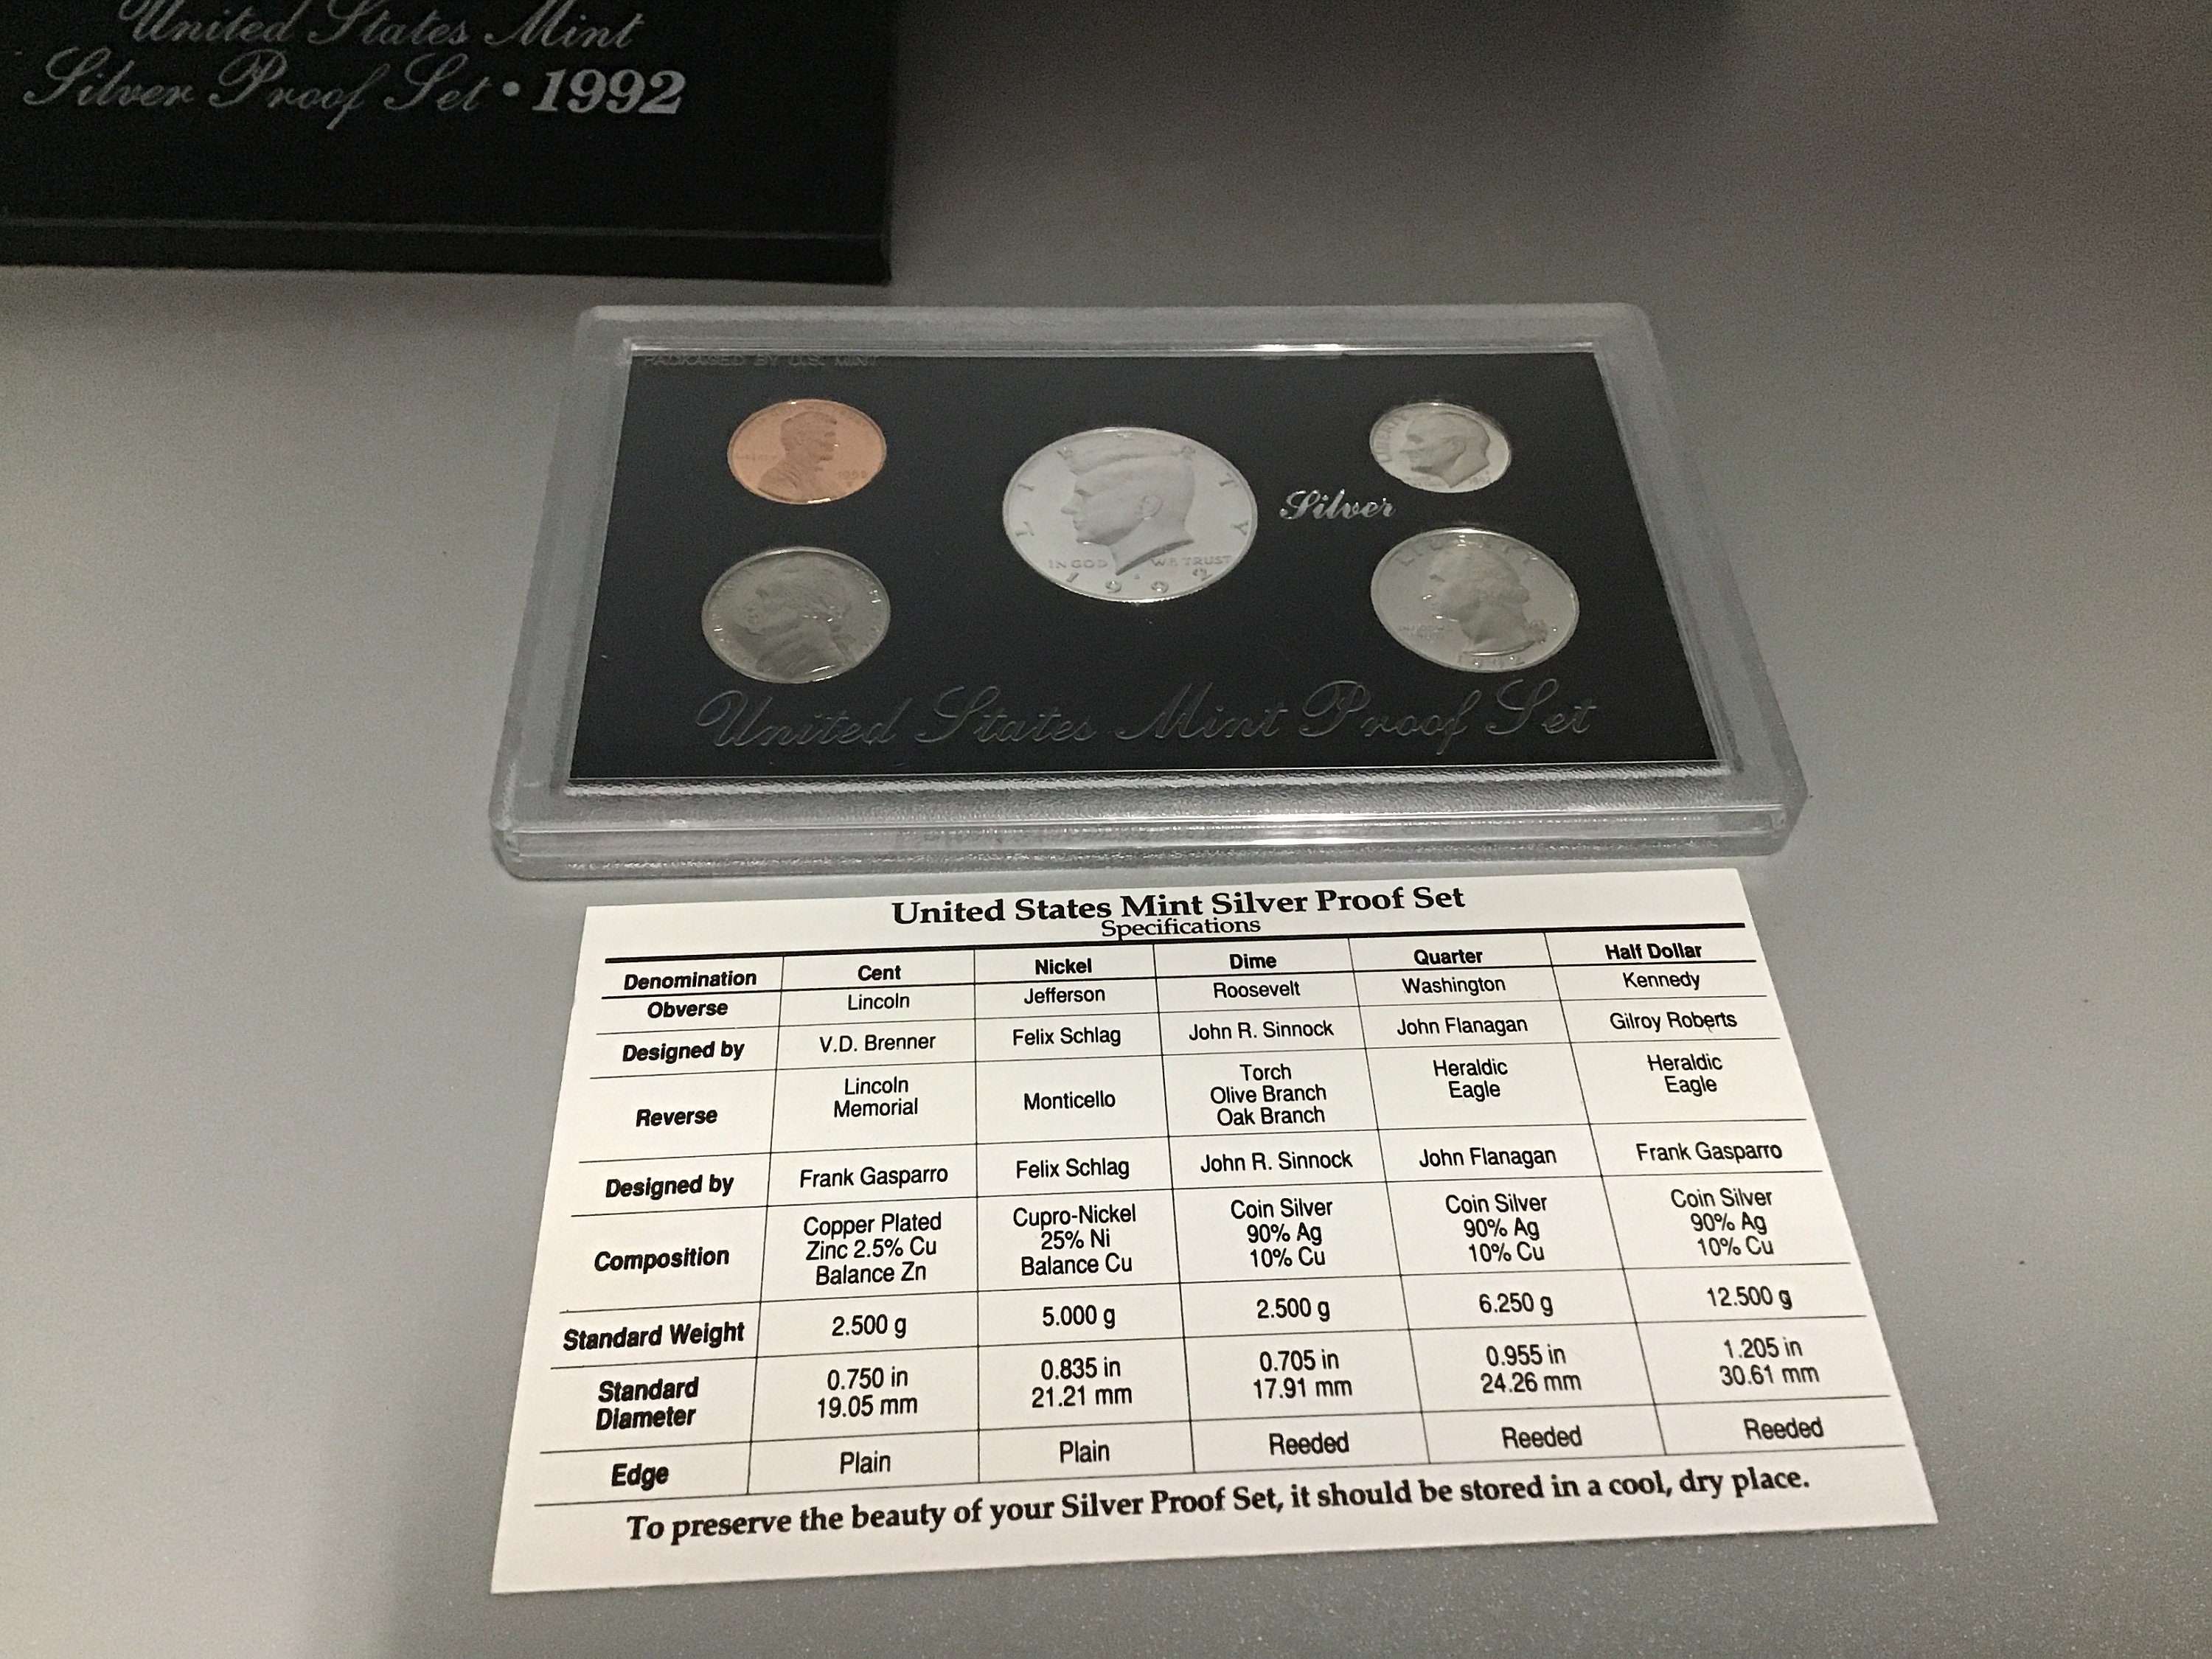 United States Mint
Silver Proof Set • 1992
PACKAGED BY U.S. MINT
LIBERTY
IN GOD WE TRUST
1992
Silver
LIBERTY
LIBERTY
1992
United States Mint Proof Set
United States Mint Silver Proof Set
Specifications
Denomination Cent Nickel Dime Quarter Half Dollar
Obverse Lincoln Jefferson Roosevelt Washington Kennedy
Designed by V.D. Brenner Felix Schlag John R. Sinnock John Flanagan Gilroy Roberts
Reverse Lincoln Memorial Monticello Torch Olive Branch Oak Branch Heraldic Eagle Heraldic Eagle
Designed by Frank Gasparro Felix Schlag John R. Sinnock John Flanagan Frank Gasparro
Composition Copper Plated Zinc 2.5% Cu Balance Zn Cupro-Nickel 25% Ni Balance Cu Coin Silver 90% Ag 10% Cu Coin Silver 90% Ag 10% Cu Coin Silver 90% Ag 10% Cu
Standard Weight 2.500 g 5.000 g 2.500 g 6.250 g 12.500 g
Standard Diameter 0.750 in 19.05 mm 0.835 in 21.21 mm 0.705 in 17.91 mm 0.955 in 24.26 mm 1.205 in 30.61 mm
Edge Plain Plain Reeded Reeded Reeded
To preserve the beauty of your Silver Proof Set, it should be stored in a cool, dry place.